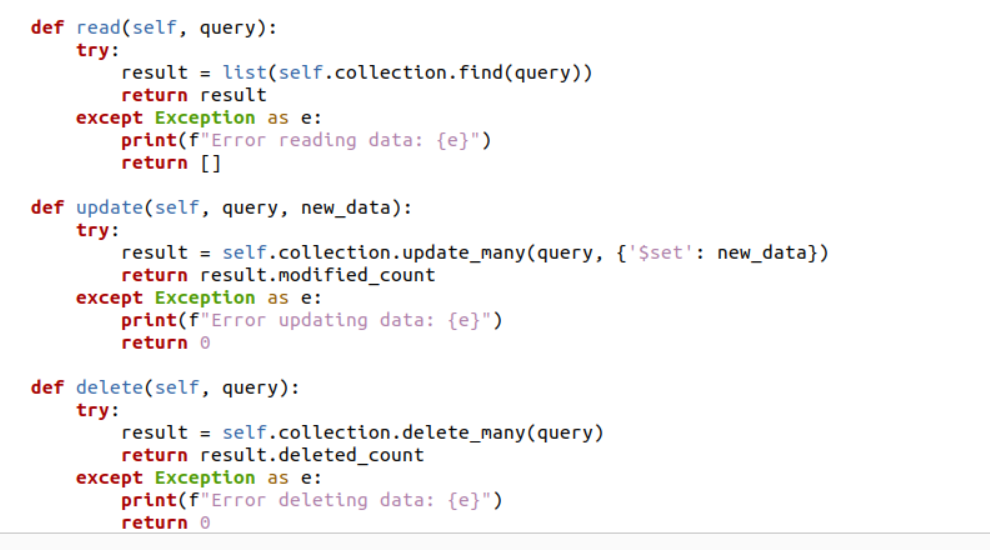 def read(self, query):
    try:
        result = list(self.collection.find(query))
        return result
    except Exception as e:
        print(f"Error reading data: {e}")
        return []

def update(self, query, new_data):
    try:
        result = self.collection.update_many(query, {'$set': new_data})
        return result.modified_count
    except Exception as e:
        print(f"Error updating data: {e}")
        return 0

def delete(self, query):
    try:
        result = self.collection.delete_many(query)
        return result.deleted_count
    except Exception as e:
        print(f"Error deleting data: {e}")
        return 0